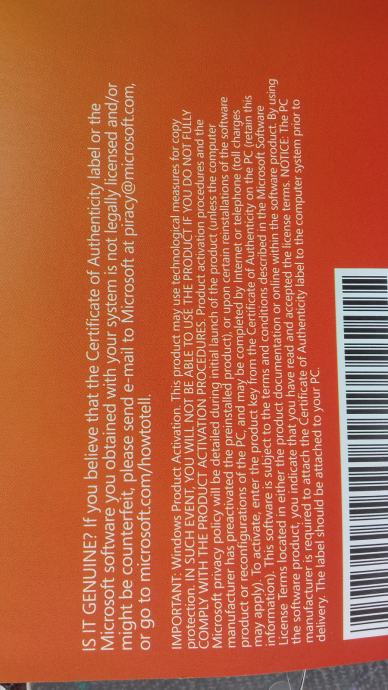 IS IT GENUINE? If you believe that the Certificate of Authenticity label or the
Microsoft software you obtained with your system is not legally licensed and/or
might be counterfeit, please send e-mail to Microsoft at piracy@microsoft.com,
or go to microsoft.com/howtotell.
IMPORTANT: Windows Product Activation. This product may use technological measures for copy
protection. IN SUCH EVENT, YOU WILL NOT BE ABLE TO USE THE PRODUCT IF YOU DO NOT FULLY
COMPLY WITH THE PRODUCT ACTIVATION PROCEDURES. Product activation procedures and the
Microsoft privacy policy will be detailed during initial launch of the product (unless the computer
manufacturer has preactivated the preinstalled product), or upon certain reinstallations of the software
product or reconfigurations of the PC, and may be completed by Internet or telephone (toll charges
may apply). To activate, enter the product key from the Certificate of Authenticity on the PC (retain this
information). This software is subject to the terms and conditions described in the Microsoft Software
License Terms located in either the product documentation or online within the software product. By using
the software product, you indicate that you have read and accepted the license terms. NOTICE: The PC
manufacturer is required to attach the Certificate of Authenticity label to the computer system prior to
delivery. The label should be attached to your PC.